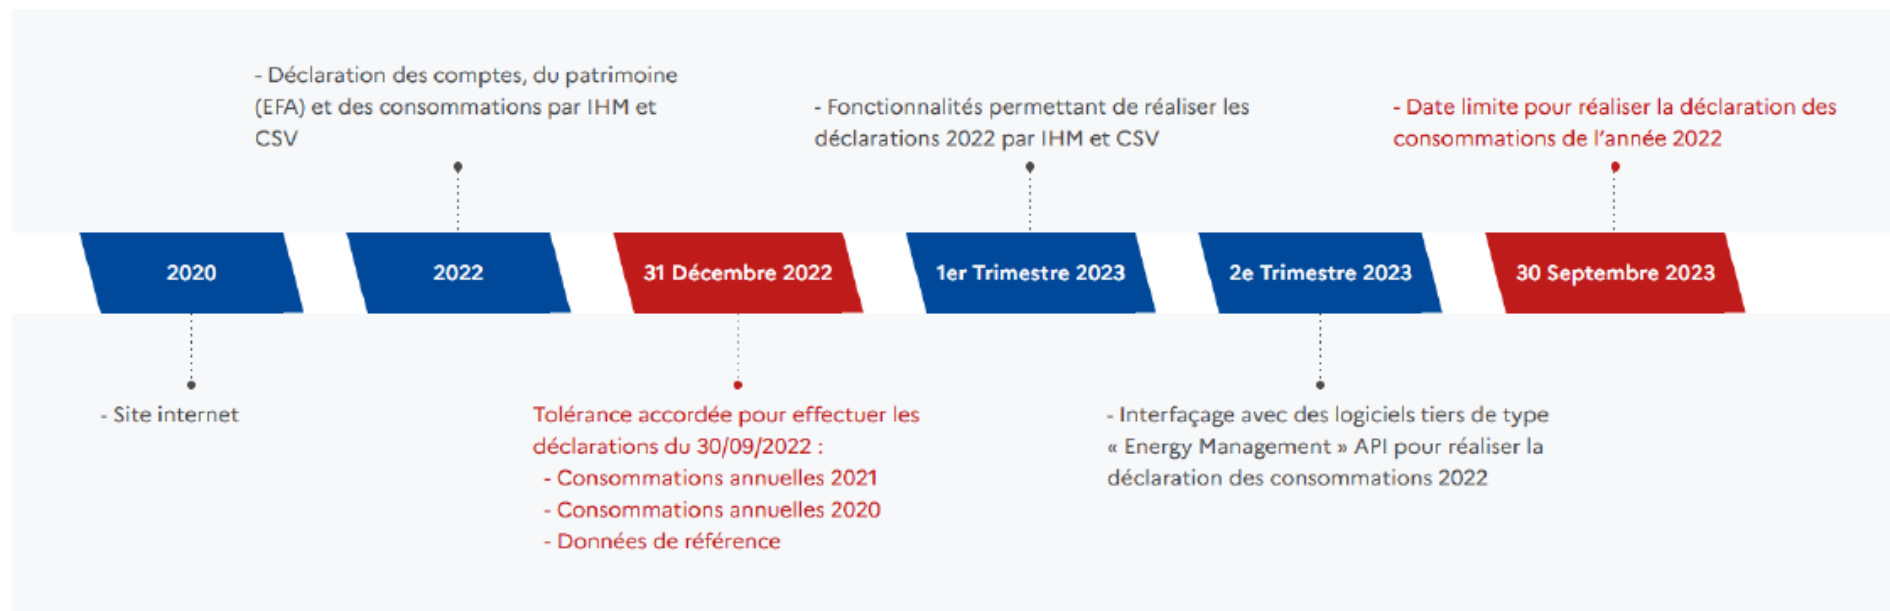 - Déclaration des comptes, du patrimoine
(EFA) et des consommations par IHM et
CSV
- Fonctionnalités permettant de réaliser les
déclarations 2022 par IHM et CSV
- Date limite pour réaliser la déclaration des
consommations de l'année 2022
2020
2022
31 Décembre 2022
1er Trimestre 2023
2e Trimestre 2023
30 Septembre 2023
- Site internet
Tolérance accordée pour effectuer les
déclarations du 30/09/2022 :
- Consommations annuelles 2021
- Consommations annuelles 2020
- Données de référence
- Interfaçage avec des logiciels tiers de type
« Energy Management » API pour réaliser la
déclaration des consommations 2022